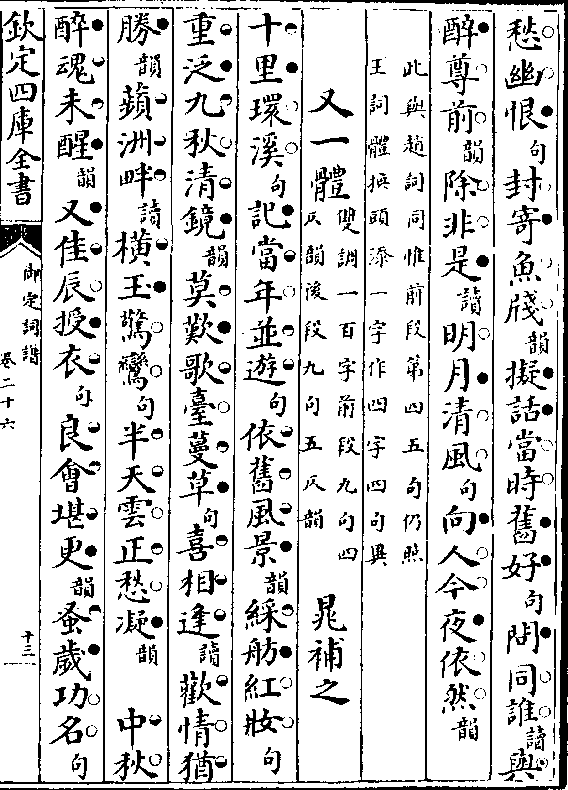 愁幽恨句封寄魚牋韻擬話當時舊好句問同誰讀與
醉尊前韻除非是讀明月清風句向人今夜依然韻
此與趙詞同惟前段第四五句仍照
王詞體換頭添一字作四字四句異
又一體雙調一百字前段九句四
仄韻後段九句五仄韻
晁補之
十里環溪句記當年並遊句依舊風景韻綵舫紅妝句
重泛九秋清鏡韻莫歎歌臺蔓草句喜相逢讀歡情猶
勝韻蘋洲畔讀橫玉驚鸞句半天雲正愁凝韻 中秋
醉魂未醒韻又佳辰授衣句良會堪更韻蚤歲功名句
欽定四庫全書
御定詞譜
卷二十六
十三